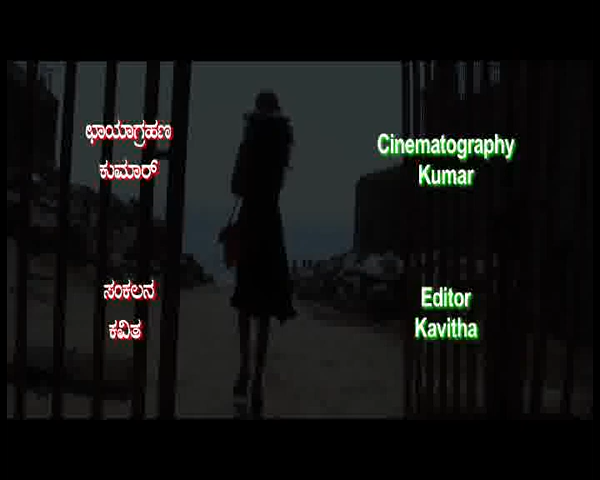 ಛಾಯಾಗ್ರಹಣ
ಕುಮಾರ್
Cinematography
Kumar
ಸಂಕಲನ
ಕವಿತ
Editor
Kavitha